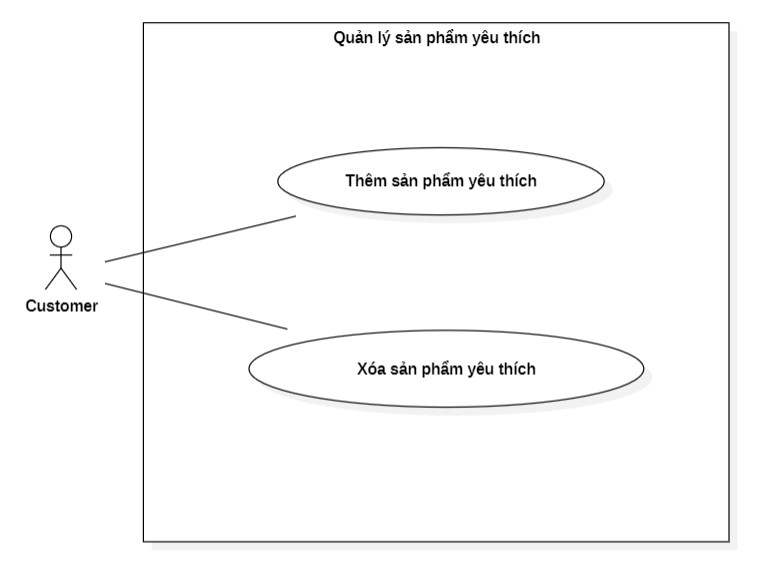 Quản lý sản phẩm yêu thích
Thêm sản phẩm yêu thích
Customer
Xóa sản phẩm yêu thích